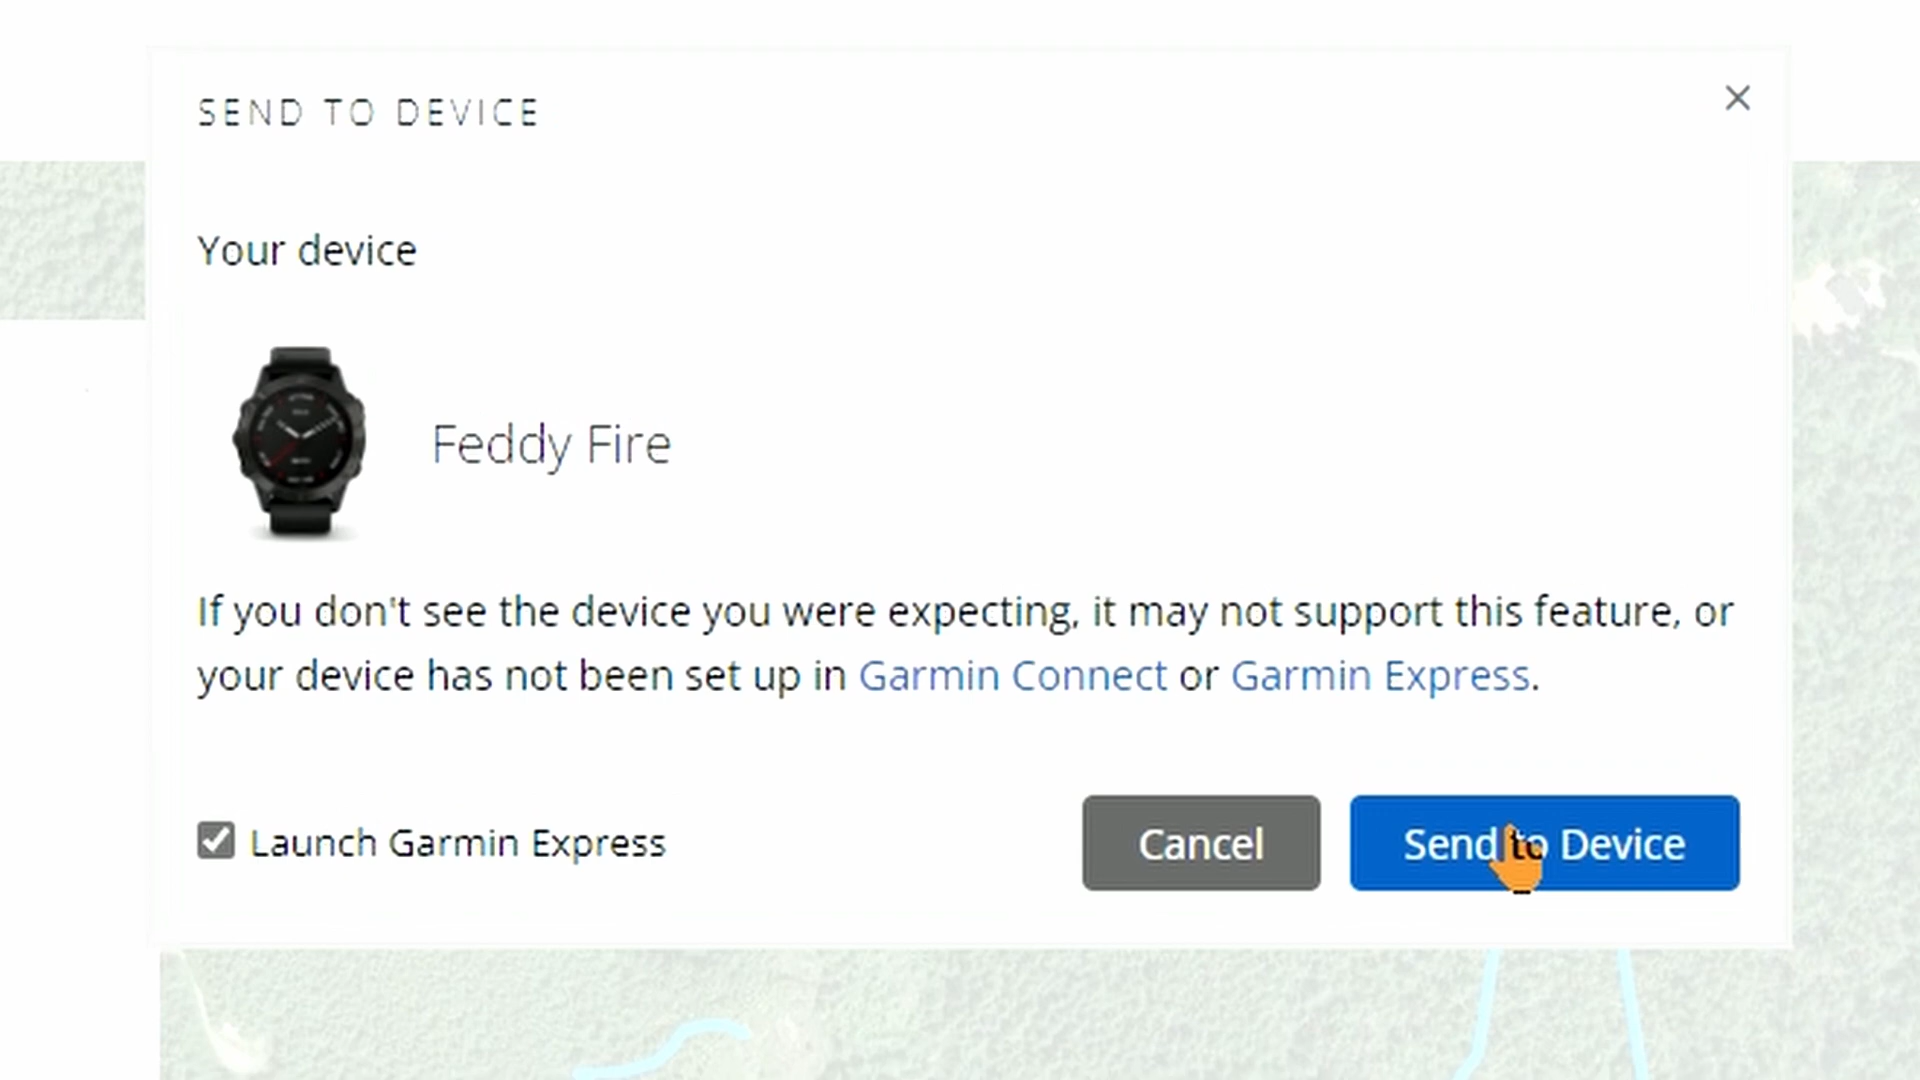 SEND TO DEVICE
Your device
Feddy Fire
If you don't see the device you were expecting, it may not support this feature, or
your device has not been set up in Garmin Connect or Garmin Express.
Launch Garmin Express
Cancel
Send to Device